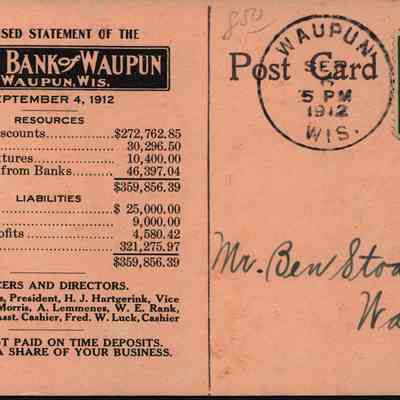 SED STATEMENT OF THE
BANK of WAUPUN
WAUPUN, WIS.
EPTEMBER 4, 1912
RESOURCES
scounts $272,762.85
30,296.50
tures 10,400.00
from Banks 46,397.04
$359,856.39
LIABILITIES
$ 25,000.00
9,000.00
ofits 4,580.42
321,275.97
$359,856.39
CERS AND DIRECTORS.
s, President, H. J. Hartgerink, Vice
Morris, A. Lemmenes, W. E. Rank,
Asst. Cashier, Fred. W. Luck, Cashier
ST PAID ON TIME DEPOSITS.
A SHARE OF YOUR BUSINESS.
850
Post Card
WAUPUN
SEP
5 PM
1912
WIS.
Mr. Ben Stoa
Wa